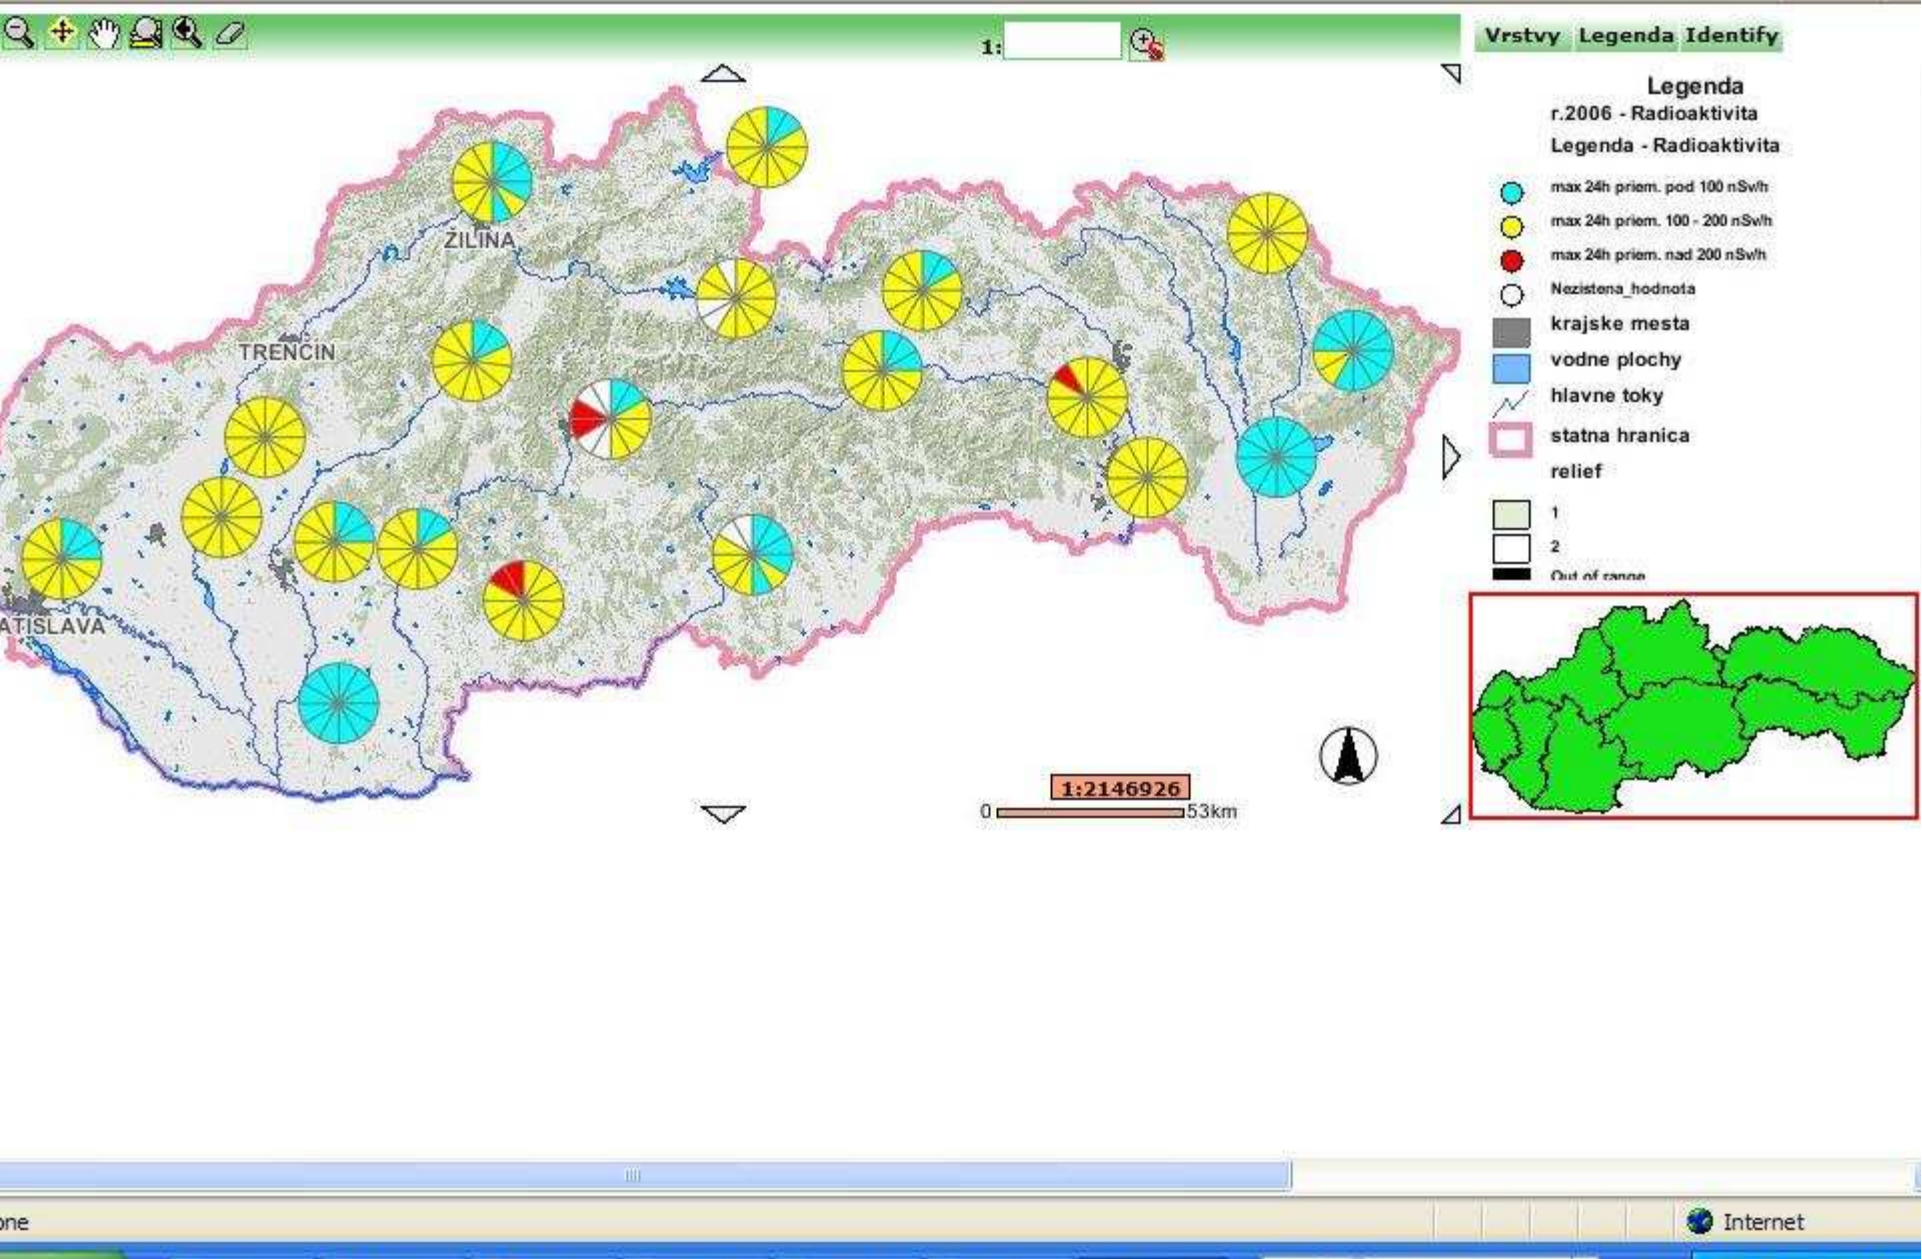 1:
Vrstvy Legenda Identify
Legenda
r.2006 - Radioaktivita
Legenda - Radioaktivita
max 24h priem. pod 100 nSv/h
max 24h priem. 100 - 200 nSv/h
max 24h priem. nad 200 nSv/h
Nezistena_hodnota
krajske mesta
vodne plochy
hlavne toky
statna hranica
relief
1
2
Out of range
ŽILINA
TRENČIN
ATISLAVA
1:2146926
0 53km
one
Internet